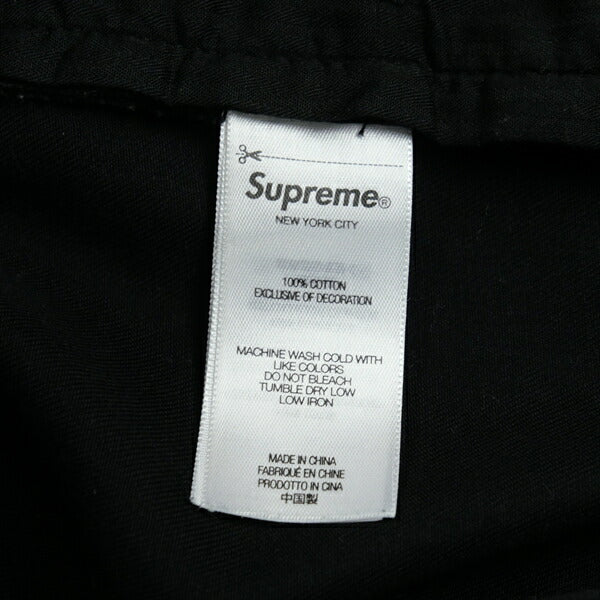 Supreme®
NEW YORK CITY
100% COTTON
EXCLUSIVE OF DECORATION
MACHINE WASH COLD WITH
LIKE COLORS
DO NOT BLEACH
TUMBLE DRY LOW
LOW IRON
MADE IN CHINA
FABRIQUÉ EN CHINE
PRODOTTO IN CINA
中国製